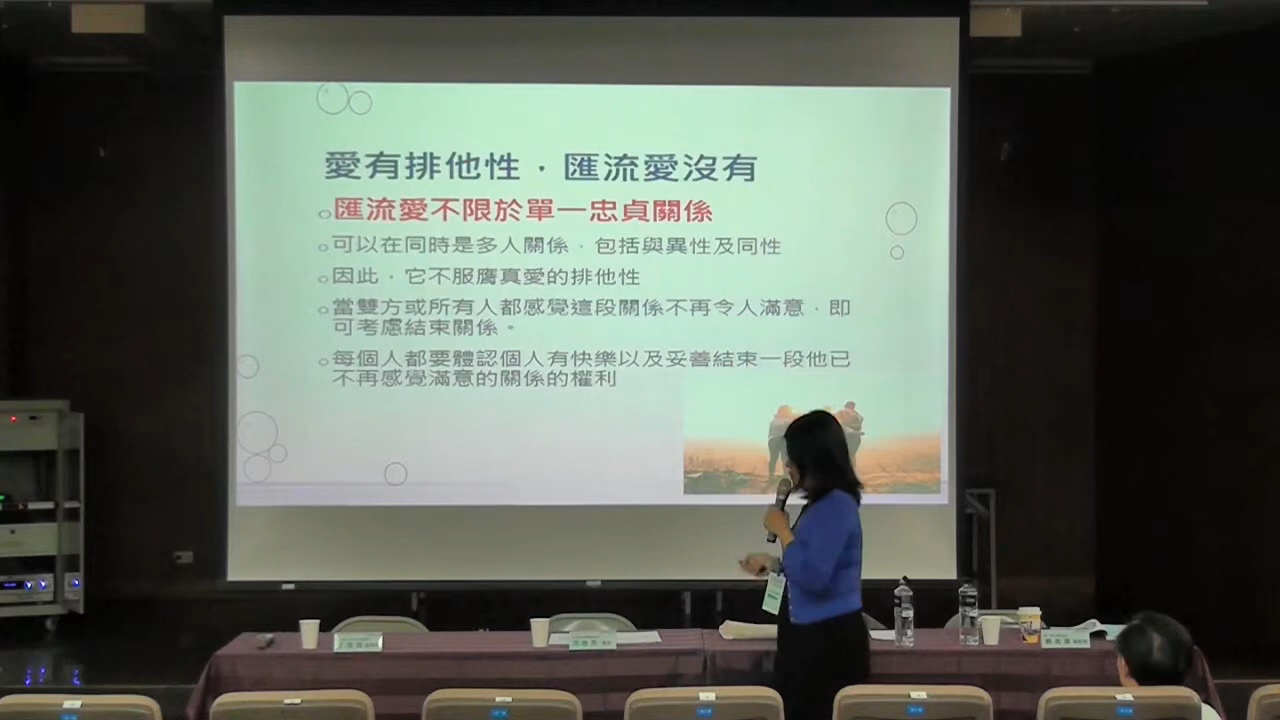 愛有排他性，匯流愛沒有
匯流愛不限於單一忠貞關係
可以在同時是多人關係，包括與異性及同性
因此，它不服膺真愛的排他性
當雙方或所有人都感覺這段關係不再令人滿意，即
可考慮結束關係。
每個人都要體認個人有快樂以及妥善結束一段他已
不再感覺滿意的關係的權利